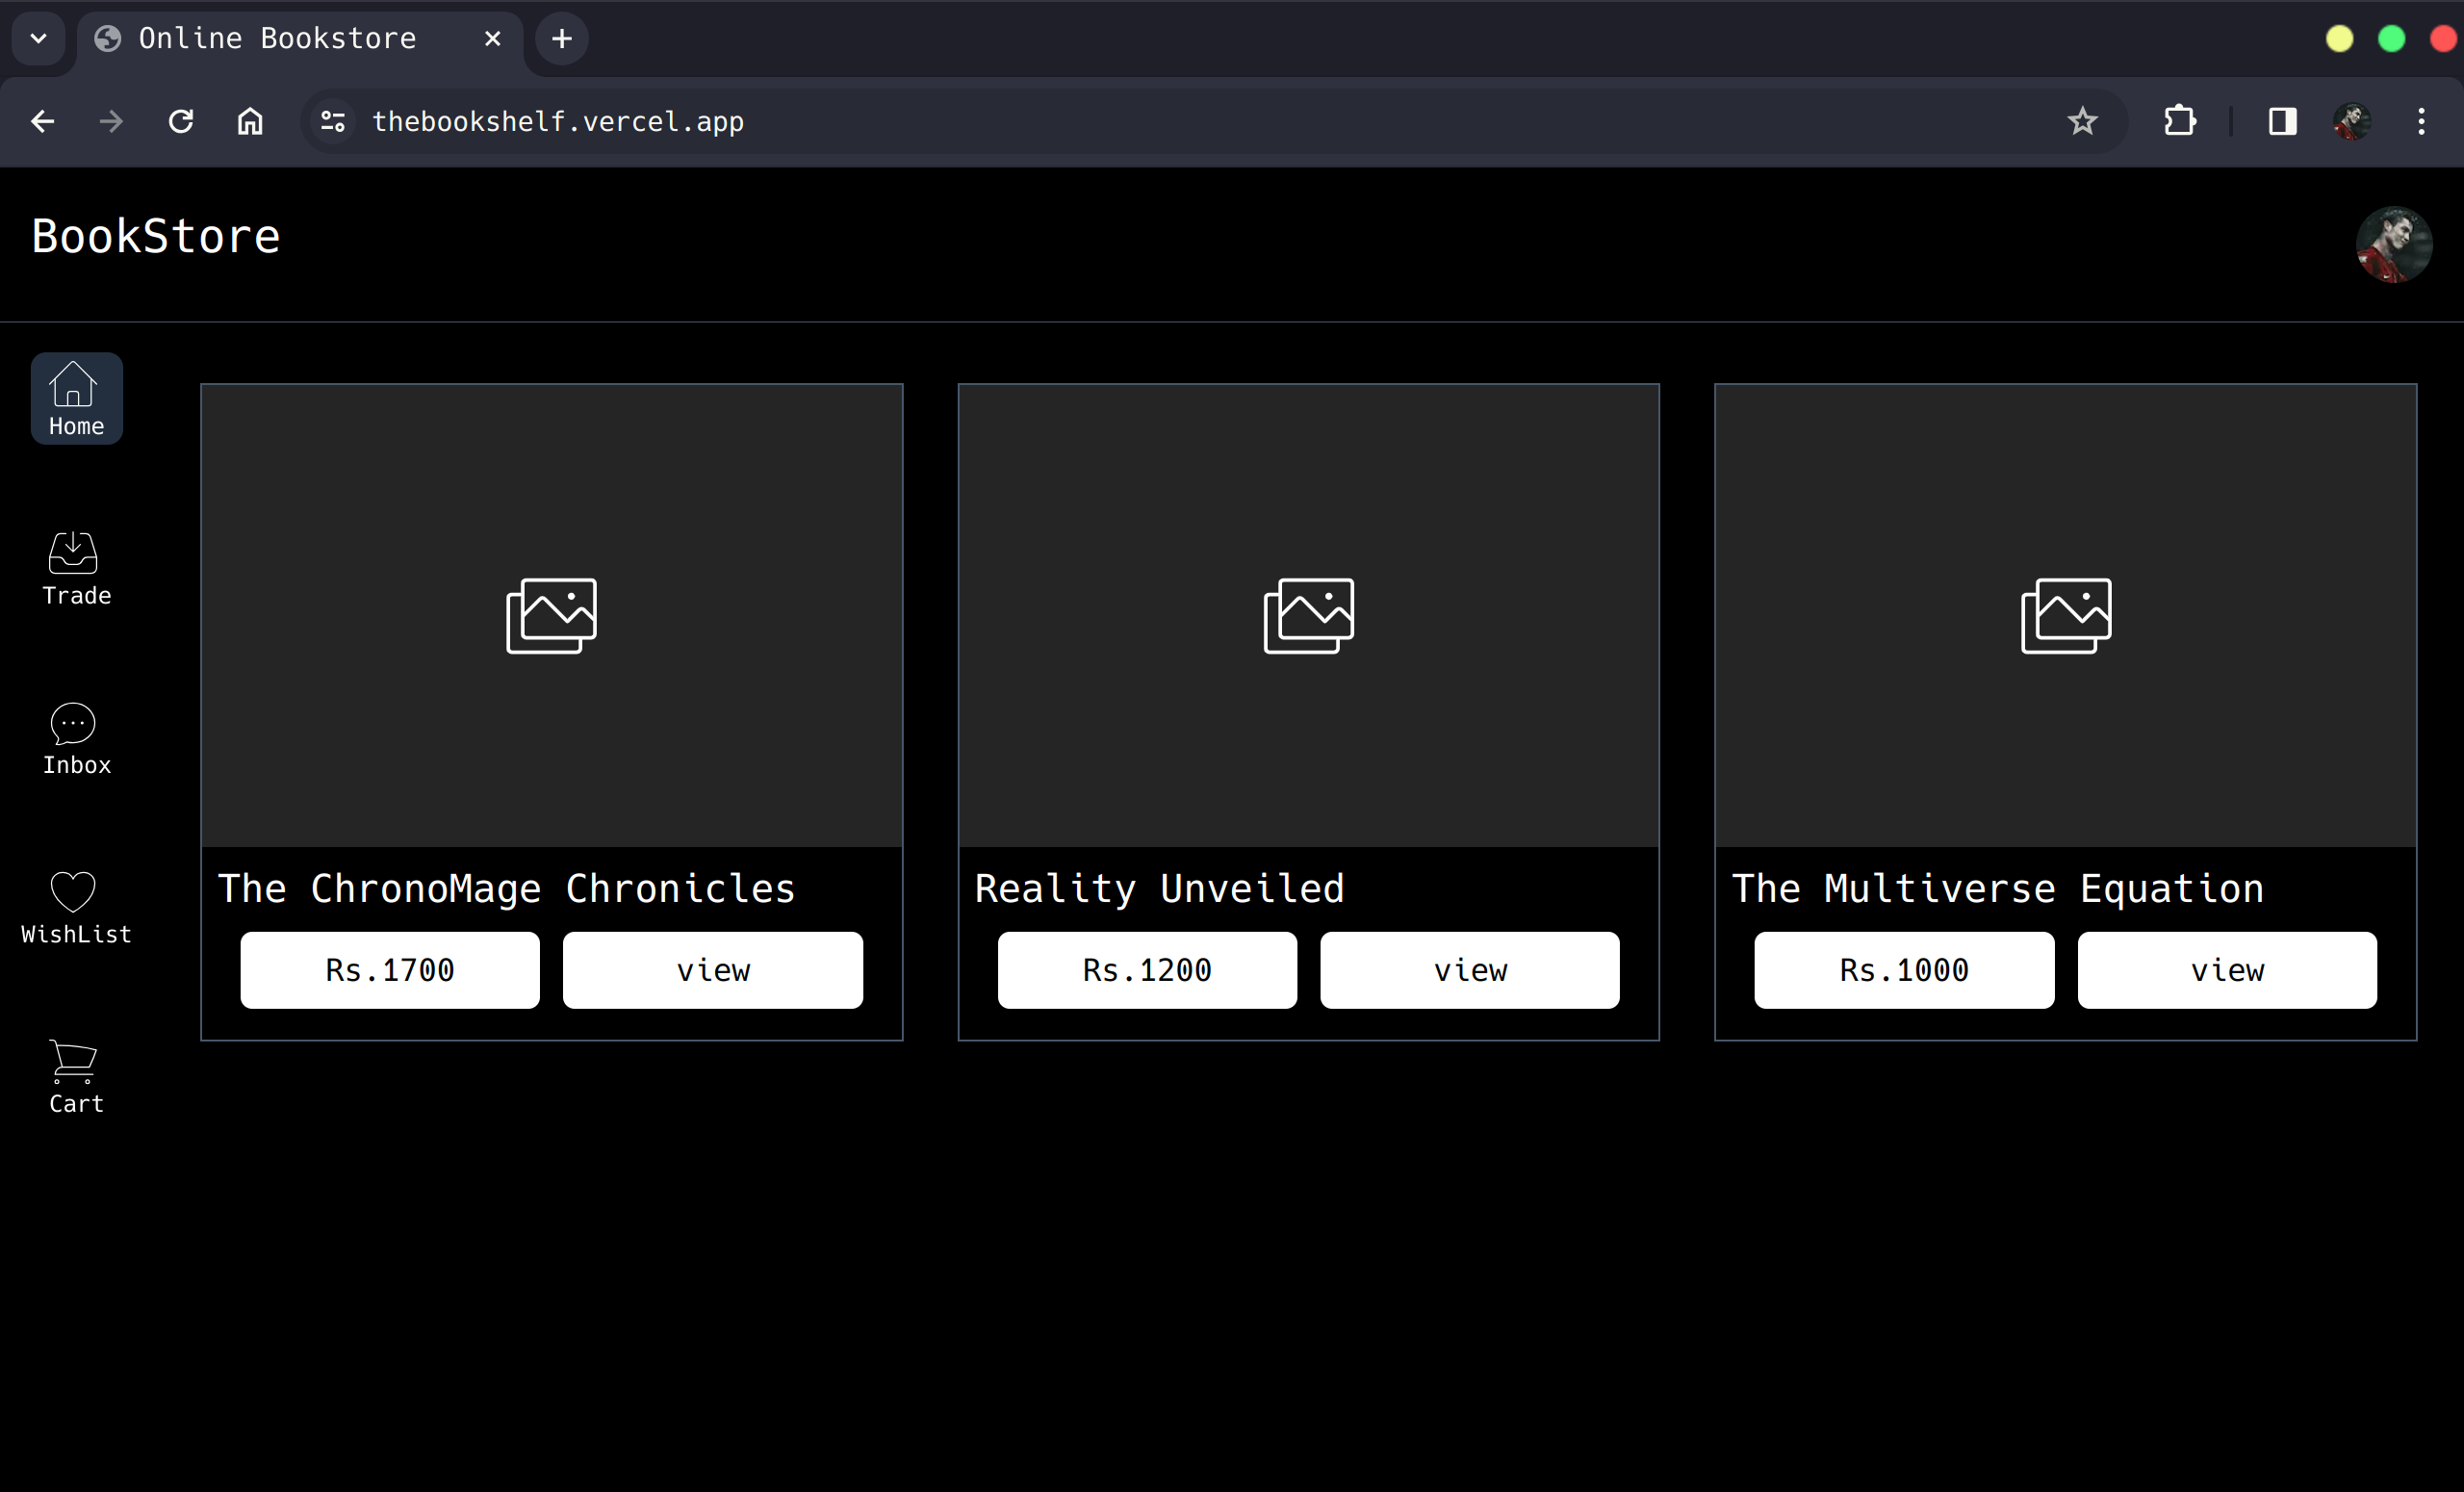 Online Bookstore
thebookshelf.vercel.app
BookStore
Home
Trade
Inbox
WishList
Cart
The ChronoMage Chronicles
Rs.1700 view
Reality Unveiled
Rs.1200 view
The Multiverse Equation
Rs.1000 view